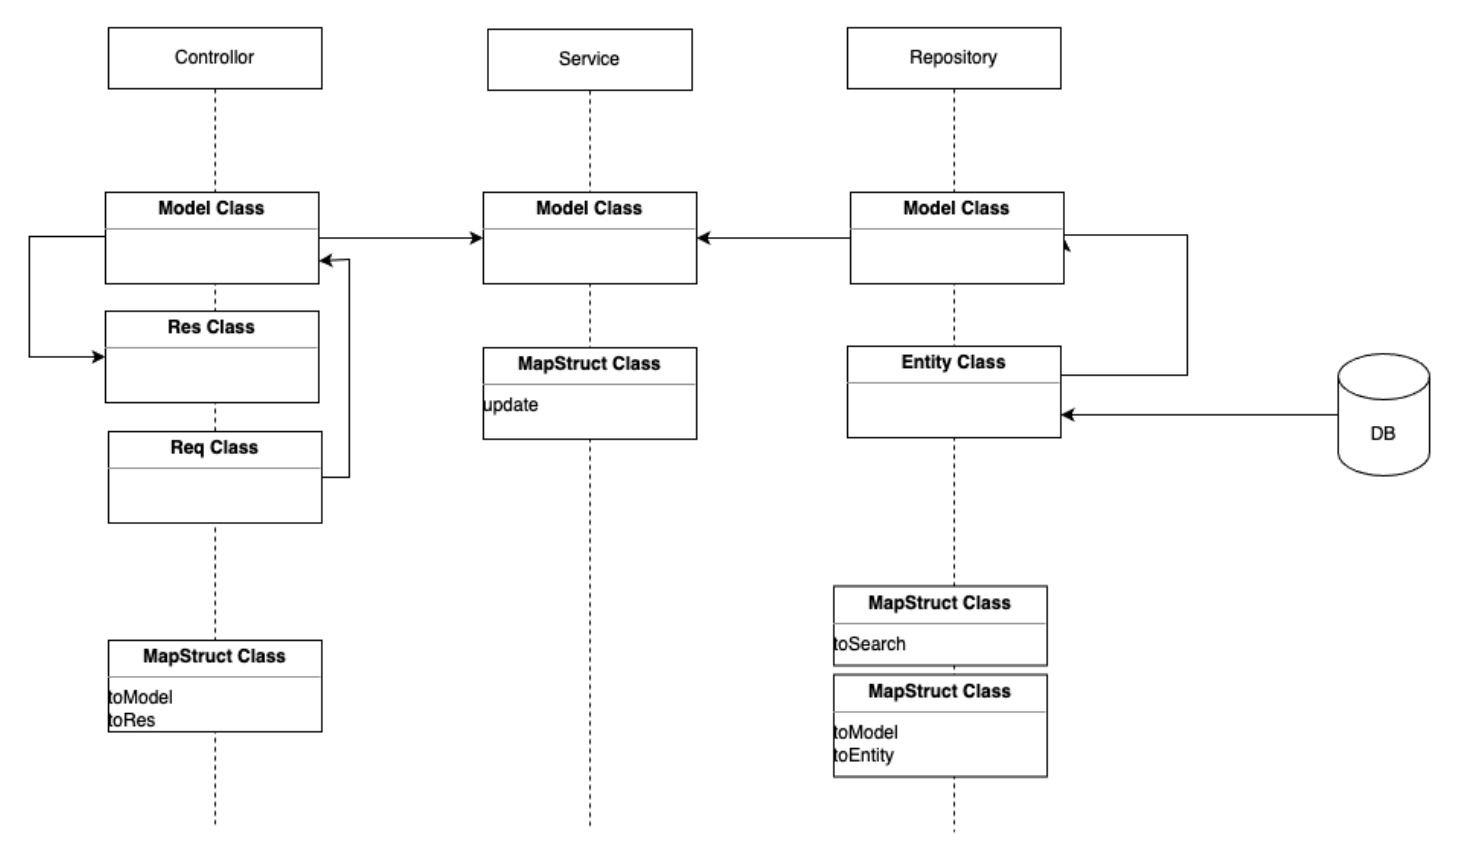 Controllor
Service
Repository
Model Class
Model Class
Model Class
Res Class
MapStruct Class
update
Entity Class
DB
Req Class
MapStruct Class
toSearch
MapStruct Class
toModel
toRes
MapStruct Class
toModel
toEntity